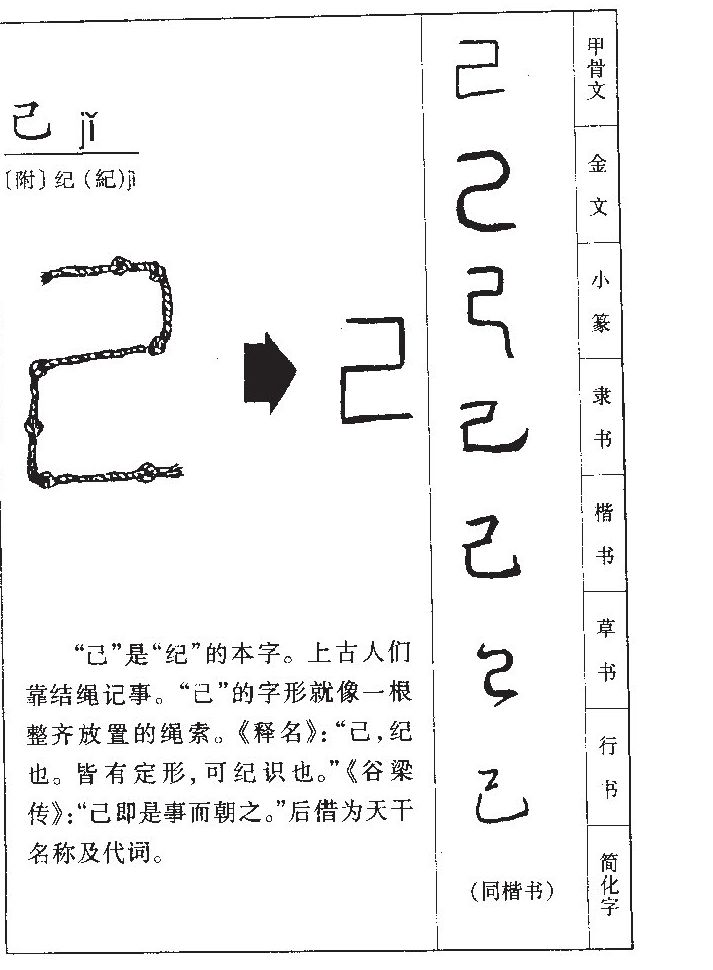 己 jǐ
〔附〕纪(紀)jì
“己”是“纪”的本字。上古人们
靠结绳记事。“己”的字形就像一根
整齐放置的绳索。《释名》:“己,纪
也。皆有定形,可纪识也。”《谷梁
传》:“己即是事而朝之。”后借为天干
名称及代词。
甲骨文
己
金文
己
小篆
己
隶书
己
楷书
己
草书
己
行书
己
简化字
(同楷书)